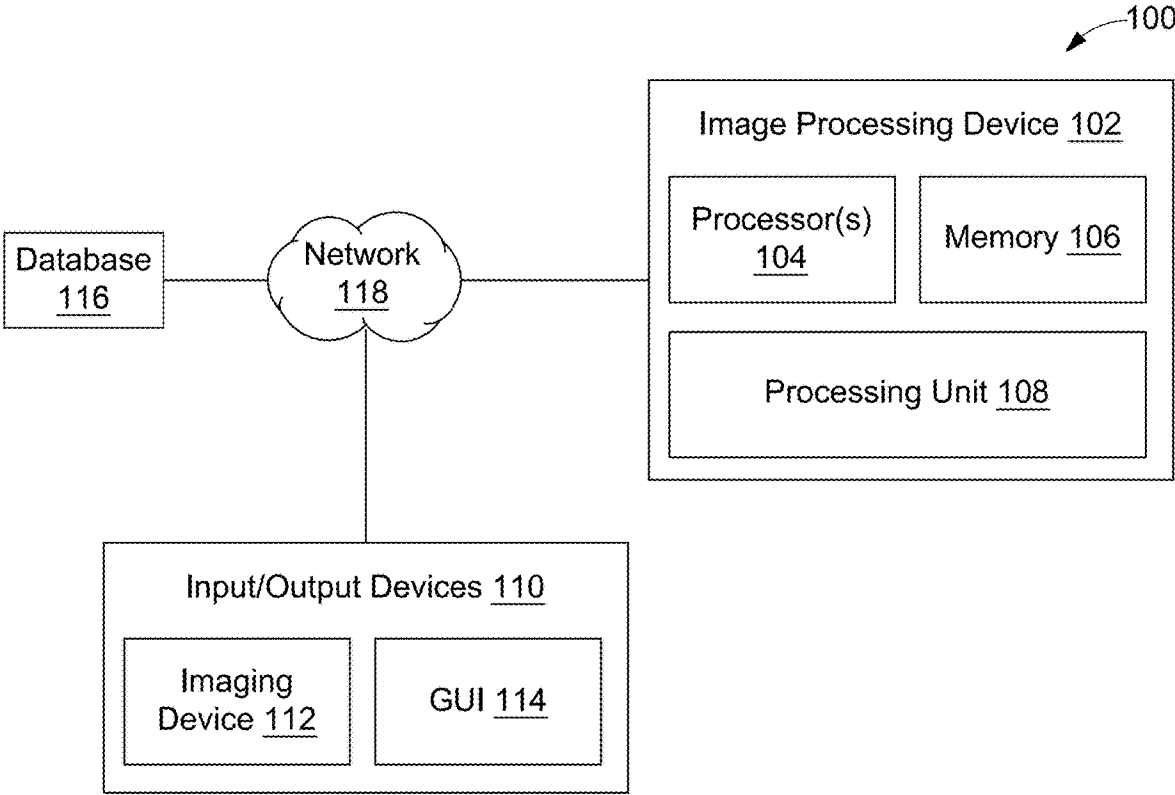 100
Image Processing Device 102
Processor(s)
104
Memory 106
Processing Unit 108
Database
116
Network
118
Input/Output Devices 110
Imaging
Device 112
GUI 114